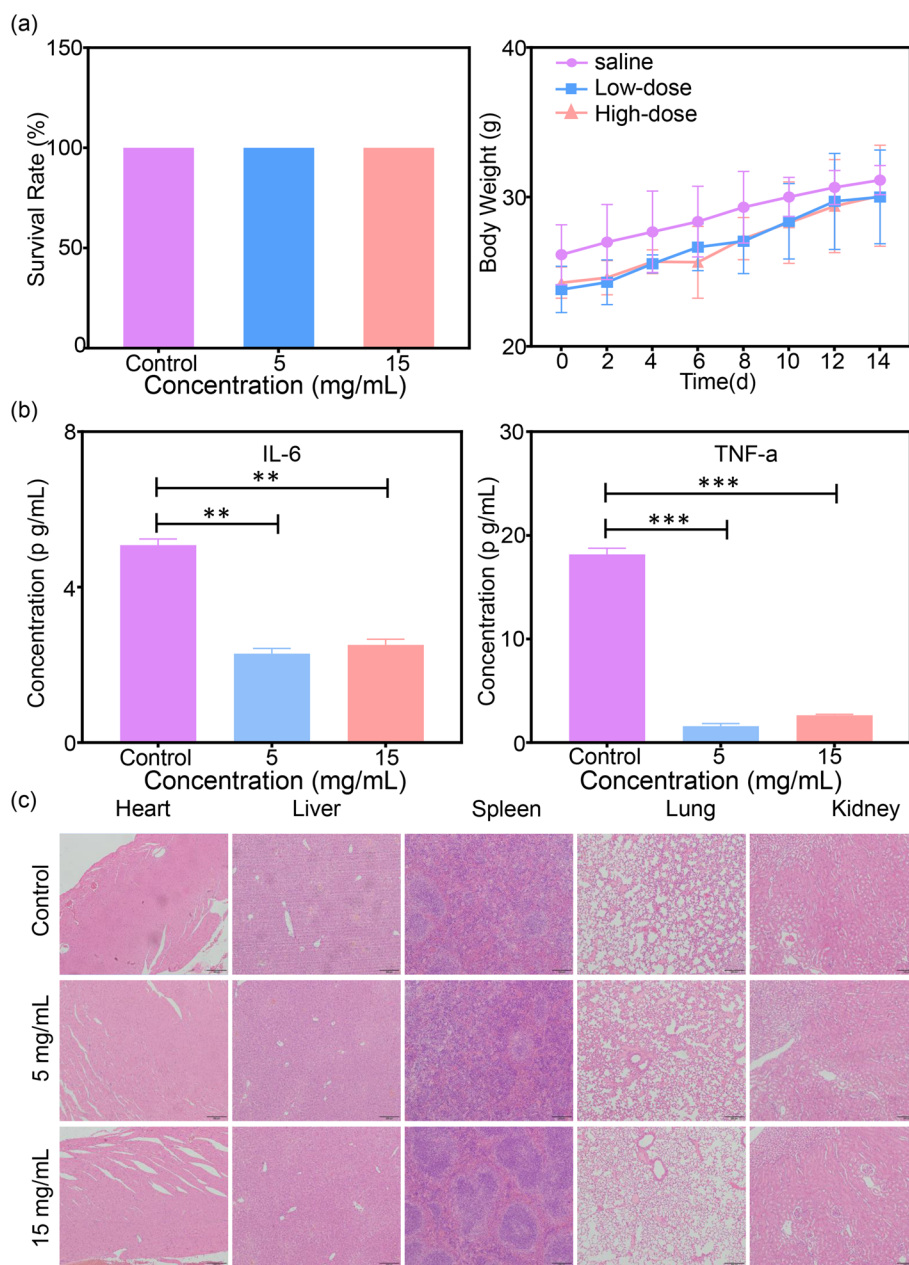 (a)
150
100
50
0
Survival Rate (%)
Control 5 15
Concentration (mg/mL)
40
30
20
Body Weight (g)
saline
Low-dose
High-dose
0 2 4 6 8 10 12 14
Time(d)
(b)
8
4
0
Concentration (p g/mL)
IL-6
**
**
Control 5 15
Concentration (mg/mL)
30
20
10
0
Concentration (p g/mL)
TNF-a
***
***
Control 5 15
Concentration (mg/mL)
(c)
Heart Liver Spleen Lung Kidney
Control
5 mg/mL
15 mg/mL